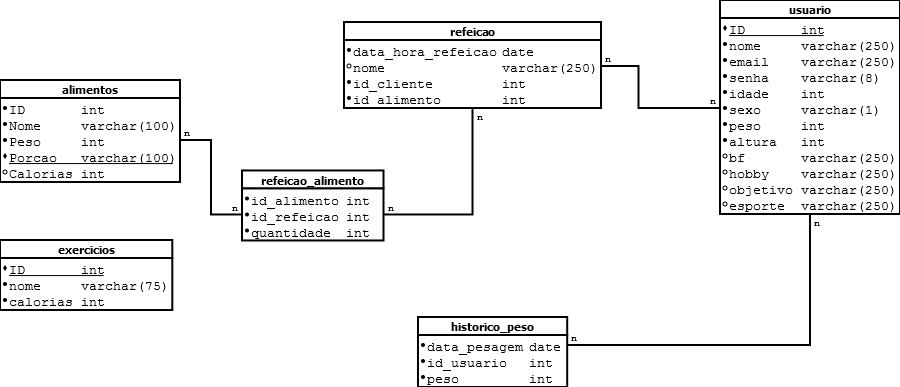 usuario
ID int
nome varchar(250)
email varchar(250)
senha varchar(8)
idade int
sexo varchar(1)
peso int
altura int
bf varchar(250)
hobby varchar(250)
objetivo varchar(250)
esporte varchar(250)
n
n
n
refeicao
data_hora_refeicao date
nome varchar(250)
id_cliente int
id_alimento int
n
alimentos
ID int
Nome varchar(100)
Peso int
Porcao varchar(100)
Calorias int
n
n
refeicao_alimento
id_alimento int
id_refeicao int
quantidade int
n
exercicios
ID int
nome varchar(75)
calorias int
historico_peso
data_pesagem date
id_usuario int
peso int
n